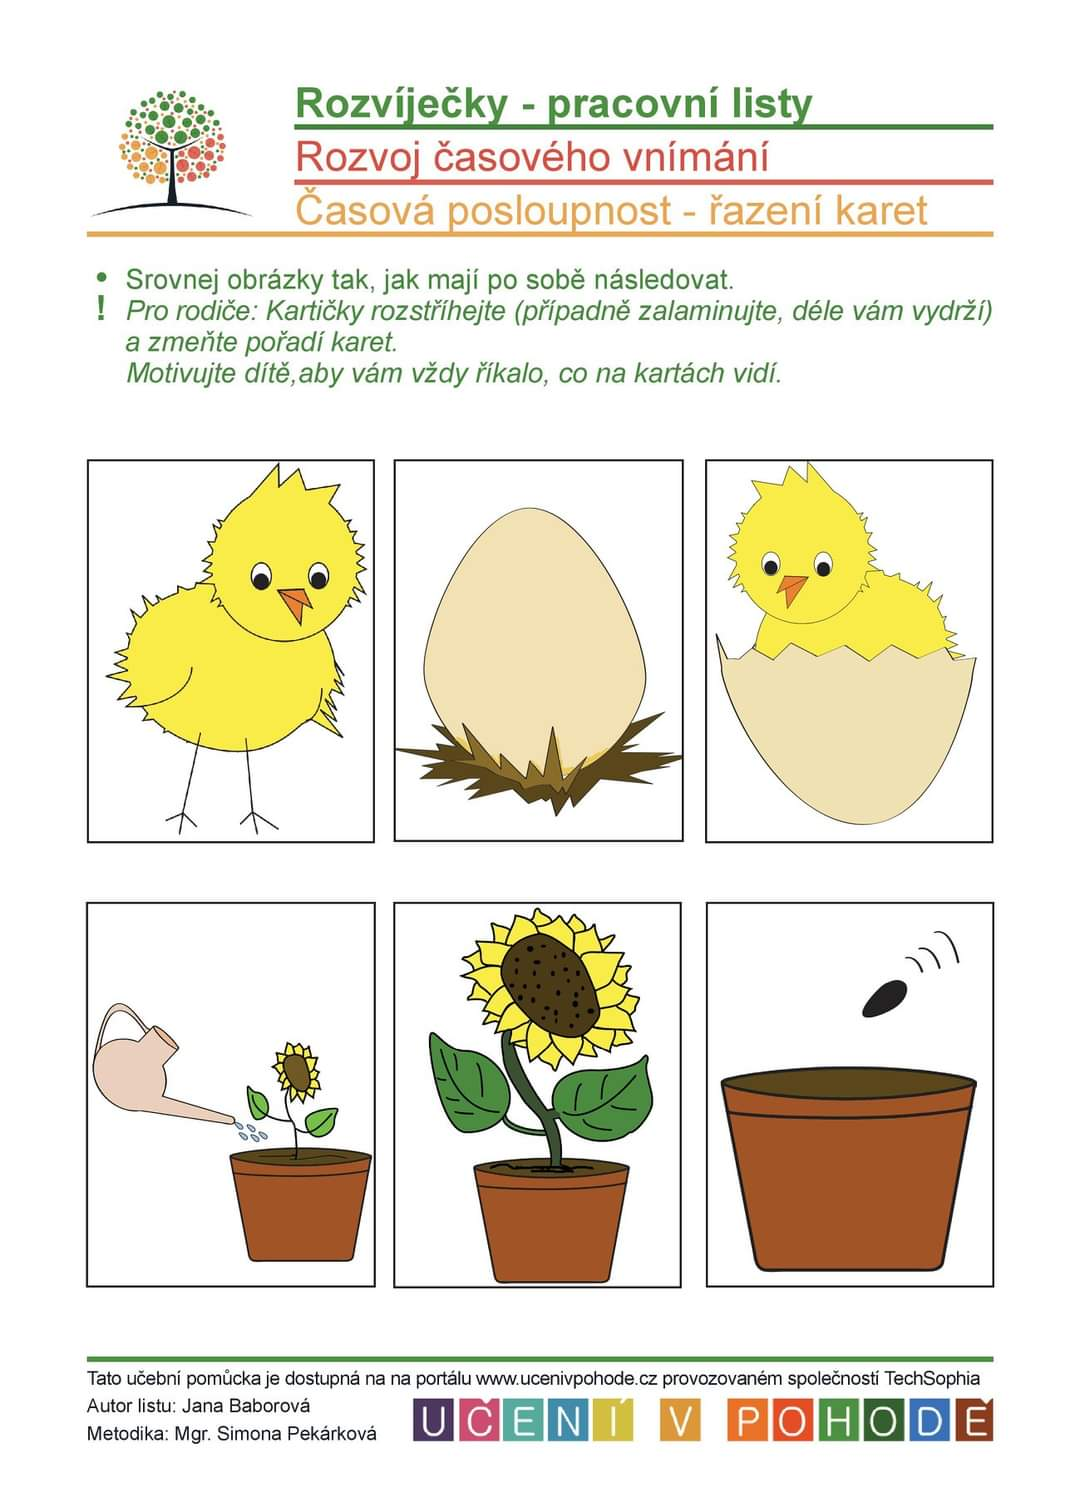 Rozvíječky - pracovní listy
Rozvoj časového vnímání
Časová posloupnost - řazení karet
• Srovnej obrázky tak, jak mají po sobě následovat.
! Pro rodiče: Kartičky rozstříhejte (případně zalaminujte, déle vám vydrží)
a zmeňte pořadí karet.
Motivujte dítě,aby vám vždy říkalo, co na kartách vidí.
Tato učební pomůcka je dostupná na na portálu www.ucenivpohode.cz provozovaném společností TechSophia
Autor listu: Jana Baborová
Metodika: Mgr. Simona Pekárková
UČENÍ V POHODĚ